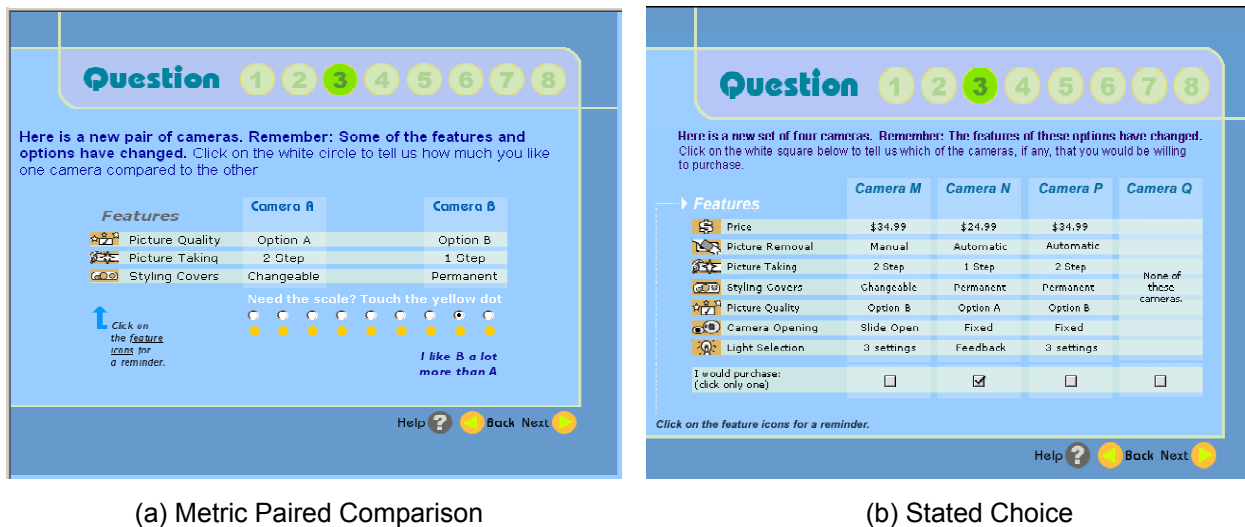 Question 1 2 3 4 5 6 7 8
Here is a new pair of cameras. Remember: Some of the features and
options have changed. Click on the white circle to tell us how much you like
one camera compared to the other
Features Camera A Camera B
Picture Quality Option A Option B
Picture Taking 2 Step 1 Step
Styling Covers Changeable Permanent
Need the scale? Touch the yellow dot
Click on
the feature
icons for
a reminder.
I like B a lot
more than A
Help ? Back Next
(a) Metric Paired Comparison
Question 1 2 3 4 5 6 7 8
Here is a new set of four cameras. Remember: The features of these options have changed.
Click on the white square below to tell us which of the cameras, if any, that you would be willing
to purchase.
Camera M Camera N Camera P Camera Q
Features
Price $34.99 $24.99 $34.99
Picture Removal Manual Automatic Automatic
Picture Taking 2 Step 1 Step 2 Step
Styling Covers Changeable Permanent Permanent
Picture Quality Option B Option A Option B
Camera Opening Slide Open Fixed Fixed
Light Selection 3 settings Feedback 3 settings
None of
these
cameras.
I would purchase:
(click only one)
Click on the feature icons for a reminder.
Help ? Back Next
(b) Stated Choice